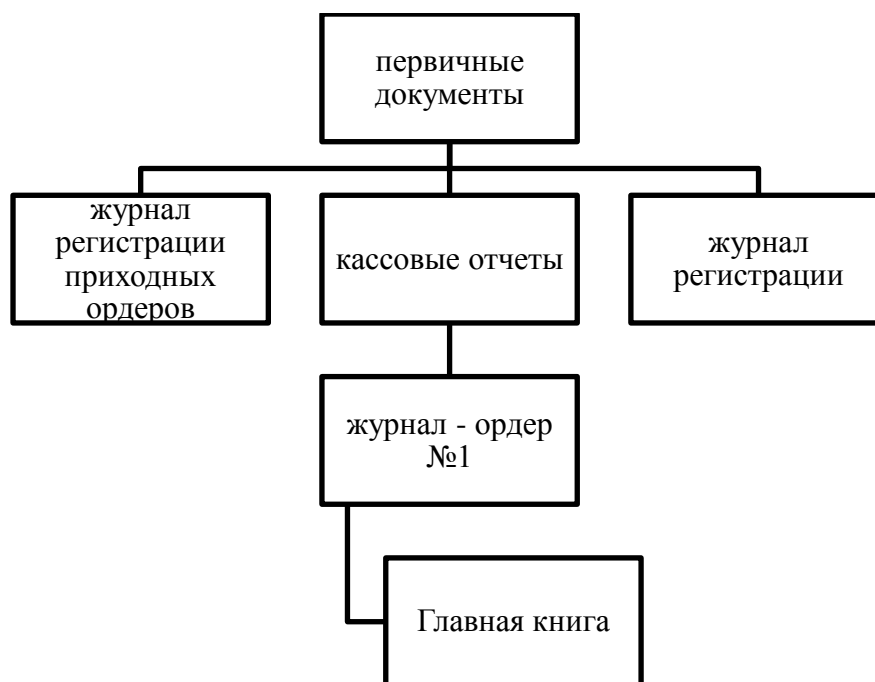 первичные
документы
журнал
регистрации
приходных
ордеров
кассовые отчеты
журнал
регистрации
журнал - ордер
№1
Главная книга